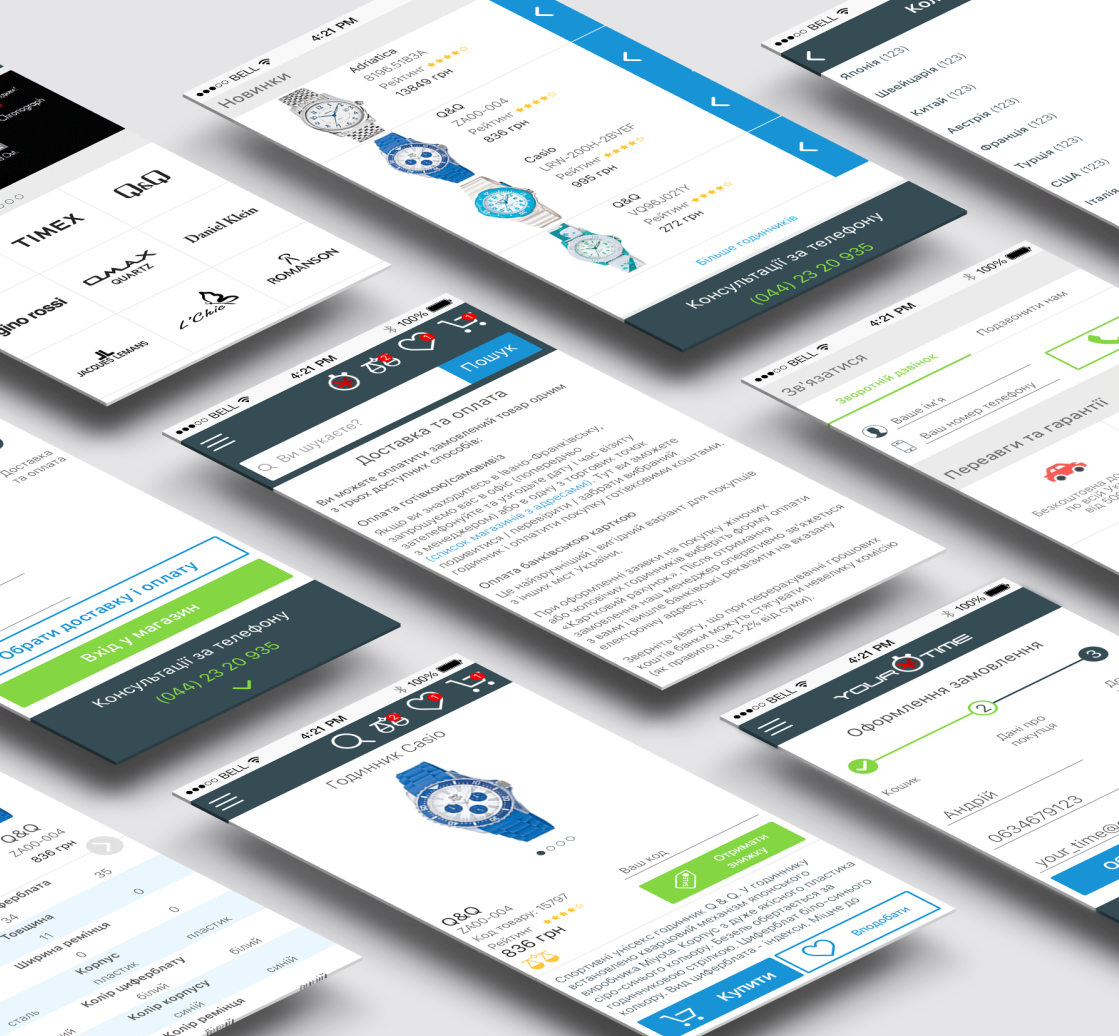 Chronograph
TIMEX
Q&Q
OMAX
QUARTZ
Daniel Klein
gino rossi
L'Chic
ROMANSON
JACQUES LEMANS
BELL
4:21 PM
Новинки
Adriatica
8196.51B3A
Рейтинг
13849 грн
Q&Q
ZA00-004
Рейтинг
836 грн
Casio
LRW-200H-2BVEF
Рейтинг
995 грн
Q&Q
VQ96J021Y
Рейтинг
272 грн
Більше годинників
Консультації за телефону
(044) 23 20 935
BELL
4:21 PM
Японія (123)
Швейцарія (123)
Китай (123)
Австрія (123)
Франція (123)
Турція (123)
США (123)
Італія
Доставка
та оплата
Обрати доставку і оплату
Вхід у магазин
Консультації за телефону
(044) 23 20 935
BELL
4:21 PM
100%
2
1
1
Ви шукаєте?
Пошук
Доставка та оплата
Ви можете оплатити замовлений товар одним
з трьох доступних способів:
Оплата готівкою/самовивіз
Якщо ви знаходитесь в Івано-Франківську,
запрошуємо вас в офіс (попередньо
зателефонуйте та узгодьте дату і час візиту
з менеджером) або в одну з торгових точок
(список магазинів з адресами). Тут ви зможете
подивитися / перевірити / забрати вибраний
годинник і оплатити покупку готівковими коштами.
Оплата банківською карткою
Це найзручніший і вигідний варіант для покупців
з інших міст України.
При оформленні заявки на покупку жіночих
або чоловічих годинників виберіть форму оплати
«Картковий рахунок». Після отримання
замовлення наш менеджер оперативно зв'яжеться
з вами і вишле банківські реквізити на вказану
електронну адресу.
Зверніть увагу, що при перерахуванні грошових
коштів банки можуть стягувати невелику комісію
(як правило, це 1-2% від суми).
BELL
4:21 PM
100%
Зв'язатися
Зворотній дзвінок
Подзвонити нам
Ваше ім'я
Ваш номер телефону
Переваги та гарантії
Безкоштовна
по всій
від
Q&Q
ZA00-004
836 грн
35
34
Товщина
0
11
Ширина ремінця
0
0
Корпус
пластик
пластик
Колір циферблату
сталь
білий
білий
Колір корпусу
синій
синій
Колір ремінця
BELL
4:21 PM
100%
2
1
1
Годинник Casio
Ваш код
Отримати
знижку
Q&Q
ZA00-004
Код товару: 15797
Рейтинг
836 грн
Спортивні унісекс годинник Q & Q. У годиннику
встановлено кварцовий механізм японського
виробника Miyota. Корпус з дуже якісного пластика
сіро-синього кольору. Безель обертається за
годинниковою стрілкою. Циферблат біло-синього
кольору. Вид циферблата - індекси. Міцне до
Купити
Вподобати
BELL
4:21 PM
100%
YOUR TIME
Оформлення замовлення
2
3
Кошик
Дані про
покупця
Андрій
0634679123